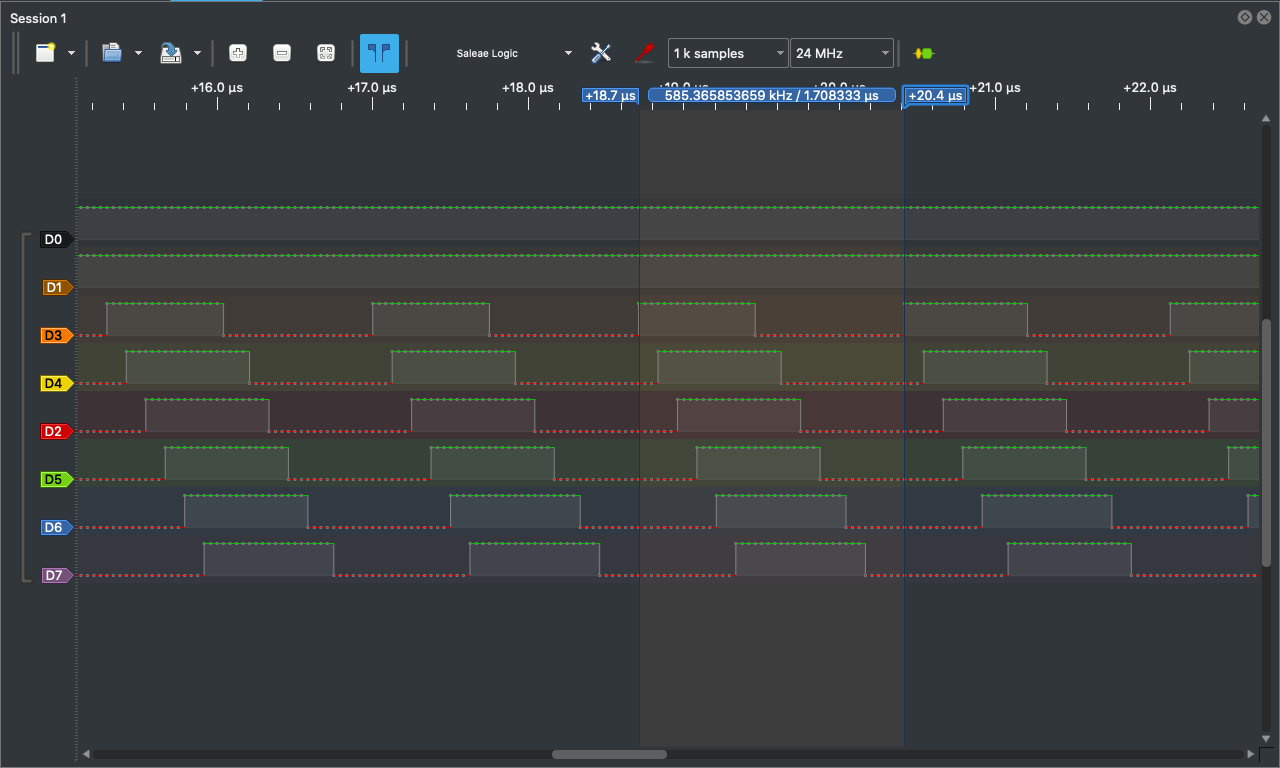 Session 1
Saleae Logic
1 k samples
24 MHz
+16.0 µs
+17.0 µs
+18.0 µs
+21.0 µs
+22.0 µs
+18.7 µs
585.365853659 kHz / 1.708333 µs
+20.4 µs
D0
D1
D3
D4
D2
D5
D6
D7